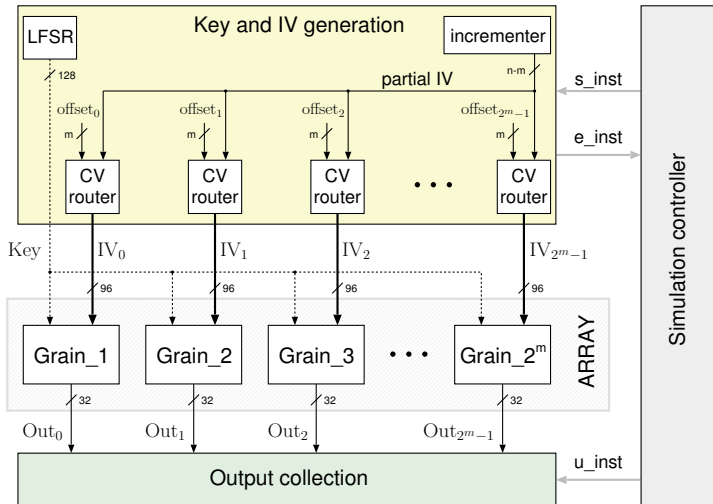 LFSR
Key and IV generation
incrementer
128
n-m
partial IV
s_inst
offset₀
offset₁
offset₂
offset₂ᵐ₋₁
m
m
m
m
e_inst
CV router
CV router
CV router
• • •
CV router
Simulation controller
Key
IV₀
IV₁
IV₂
IV₂ᵐ₋₁
96
96
96
96
Grain_1
Grain_2
Grain_3
• • •
Grain_2ᵐ
ARRAY
32
32
32
32
Out₀
Out₁
Out₂
Out₂ᵐ₋₁
Output collection
u_inst